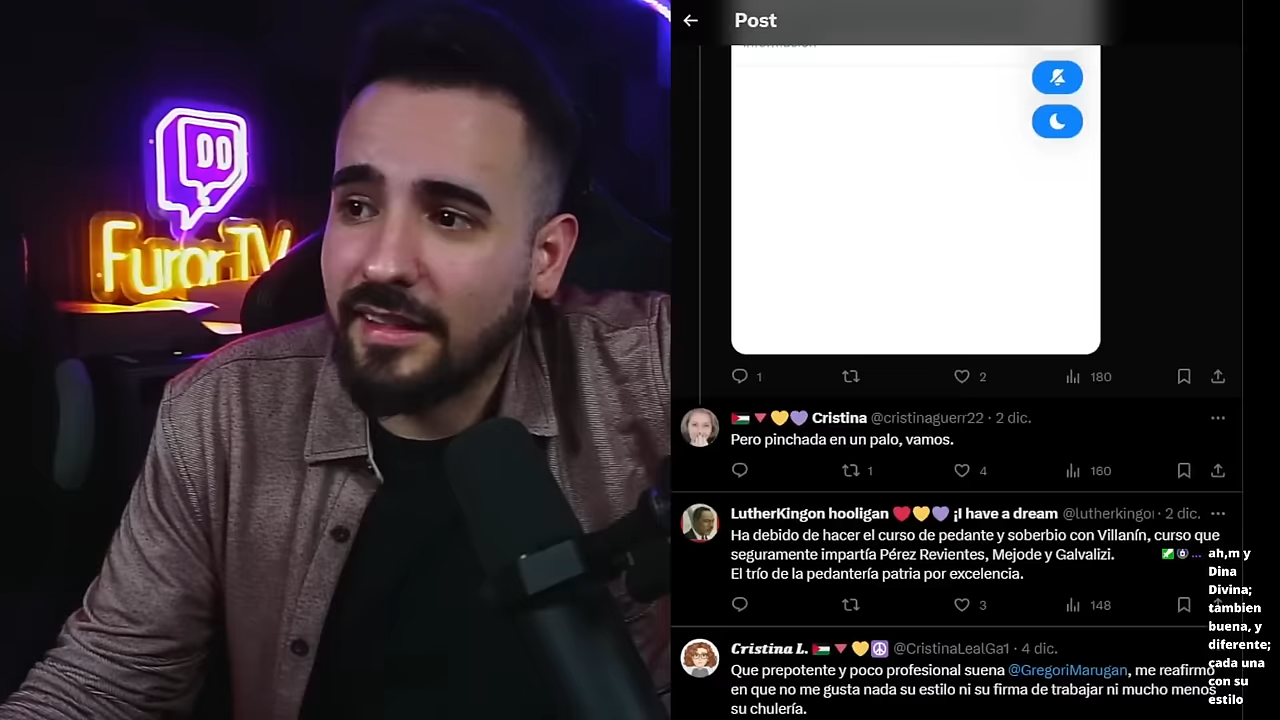 Furor.TV
Post
1
2
180
Cristina @cristinaguerr22 · 2 dic.
Pero pinchada en un palo, vamos.
1
4
160
LutherKingon hooligan ❤️💛💜 ¡I have a dream @lutherkingo · 2 dic.
Ha debido de hacer el curso de pedante y soberbio con Villanín, curso que
seguramente impartía Pérez Revientes, Mejode y Galvalizi.
El trío de la pedantería patria por excelencia.
3
148
Cristina L. @CristinaLealGa1 · 4 dic.
Que prepotente y poco profesional suena @GregoriMarugan, me reafirmo
en que no me gusta nada su estilo ni su firma de trabajar ni mucho menos
su chulería.
...
ah,m y
Dina
Divina;
támbien
buena, y
diferente;
cada una
con su
estilo